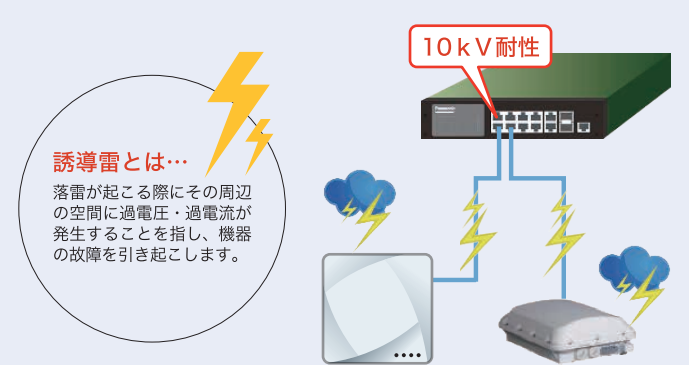 10kV耐性
Panasonic
誘導雷とは…
落雷が起こる際にその周辺
の空間に過電圧・過電流が
発生することを指し、機器
の故障を引き起こします。